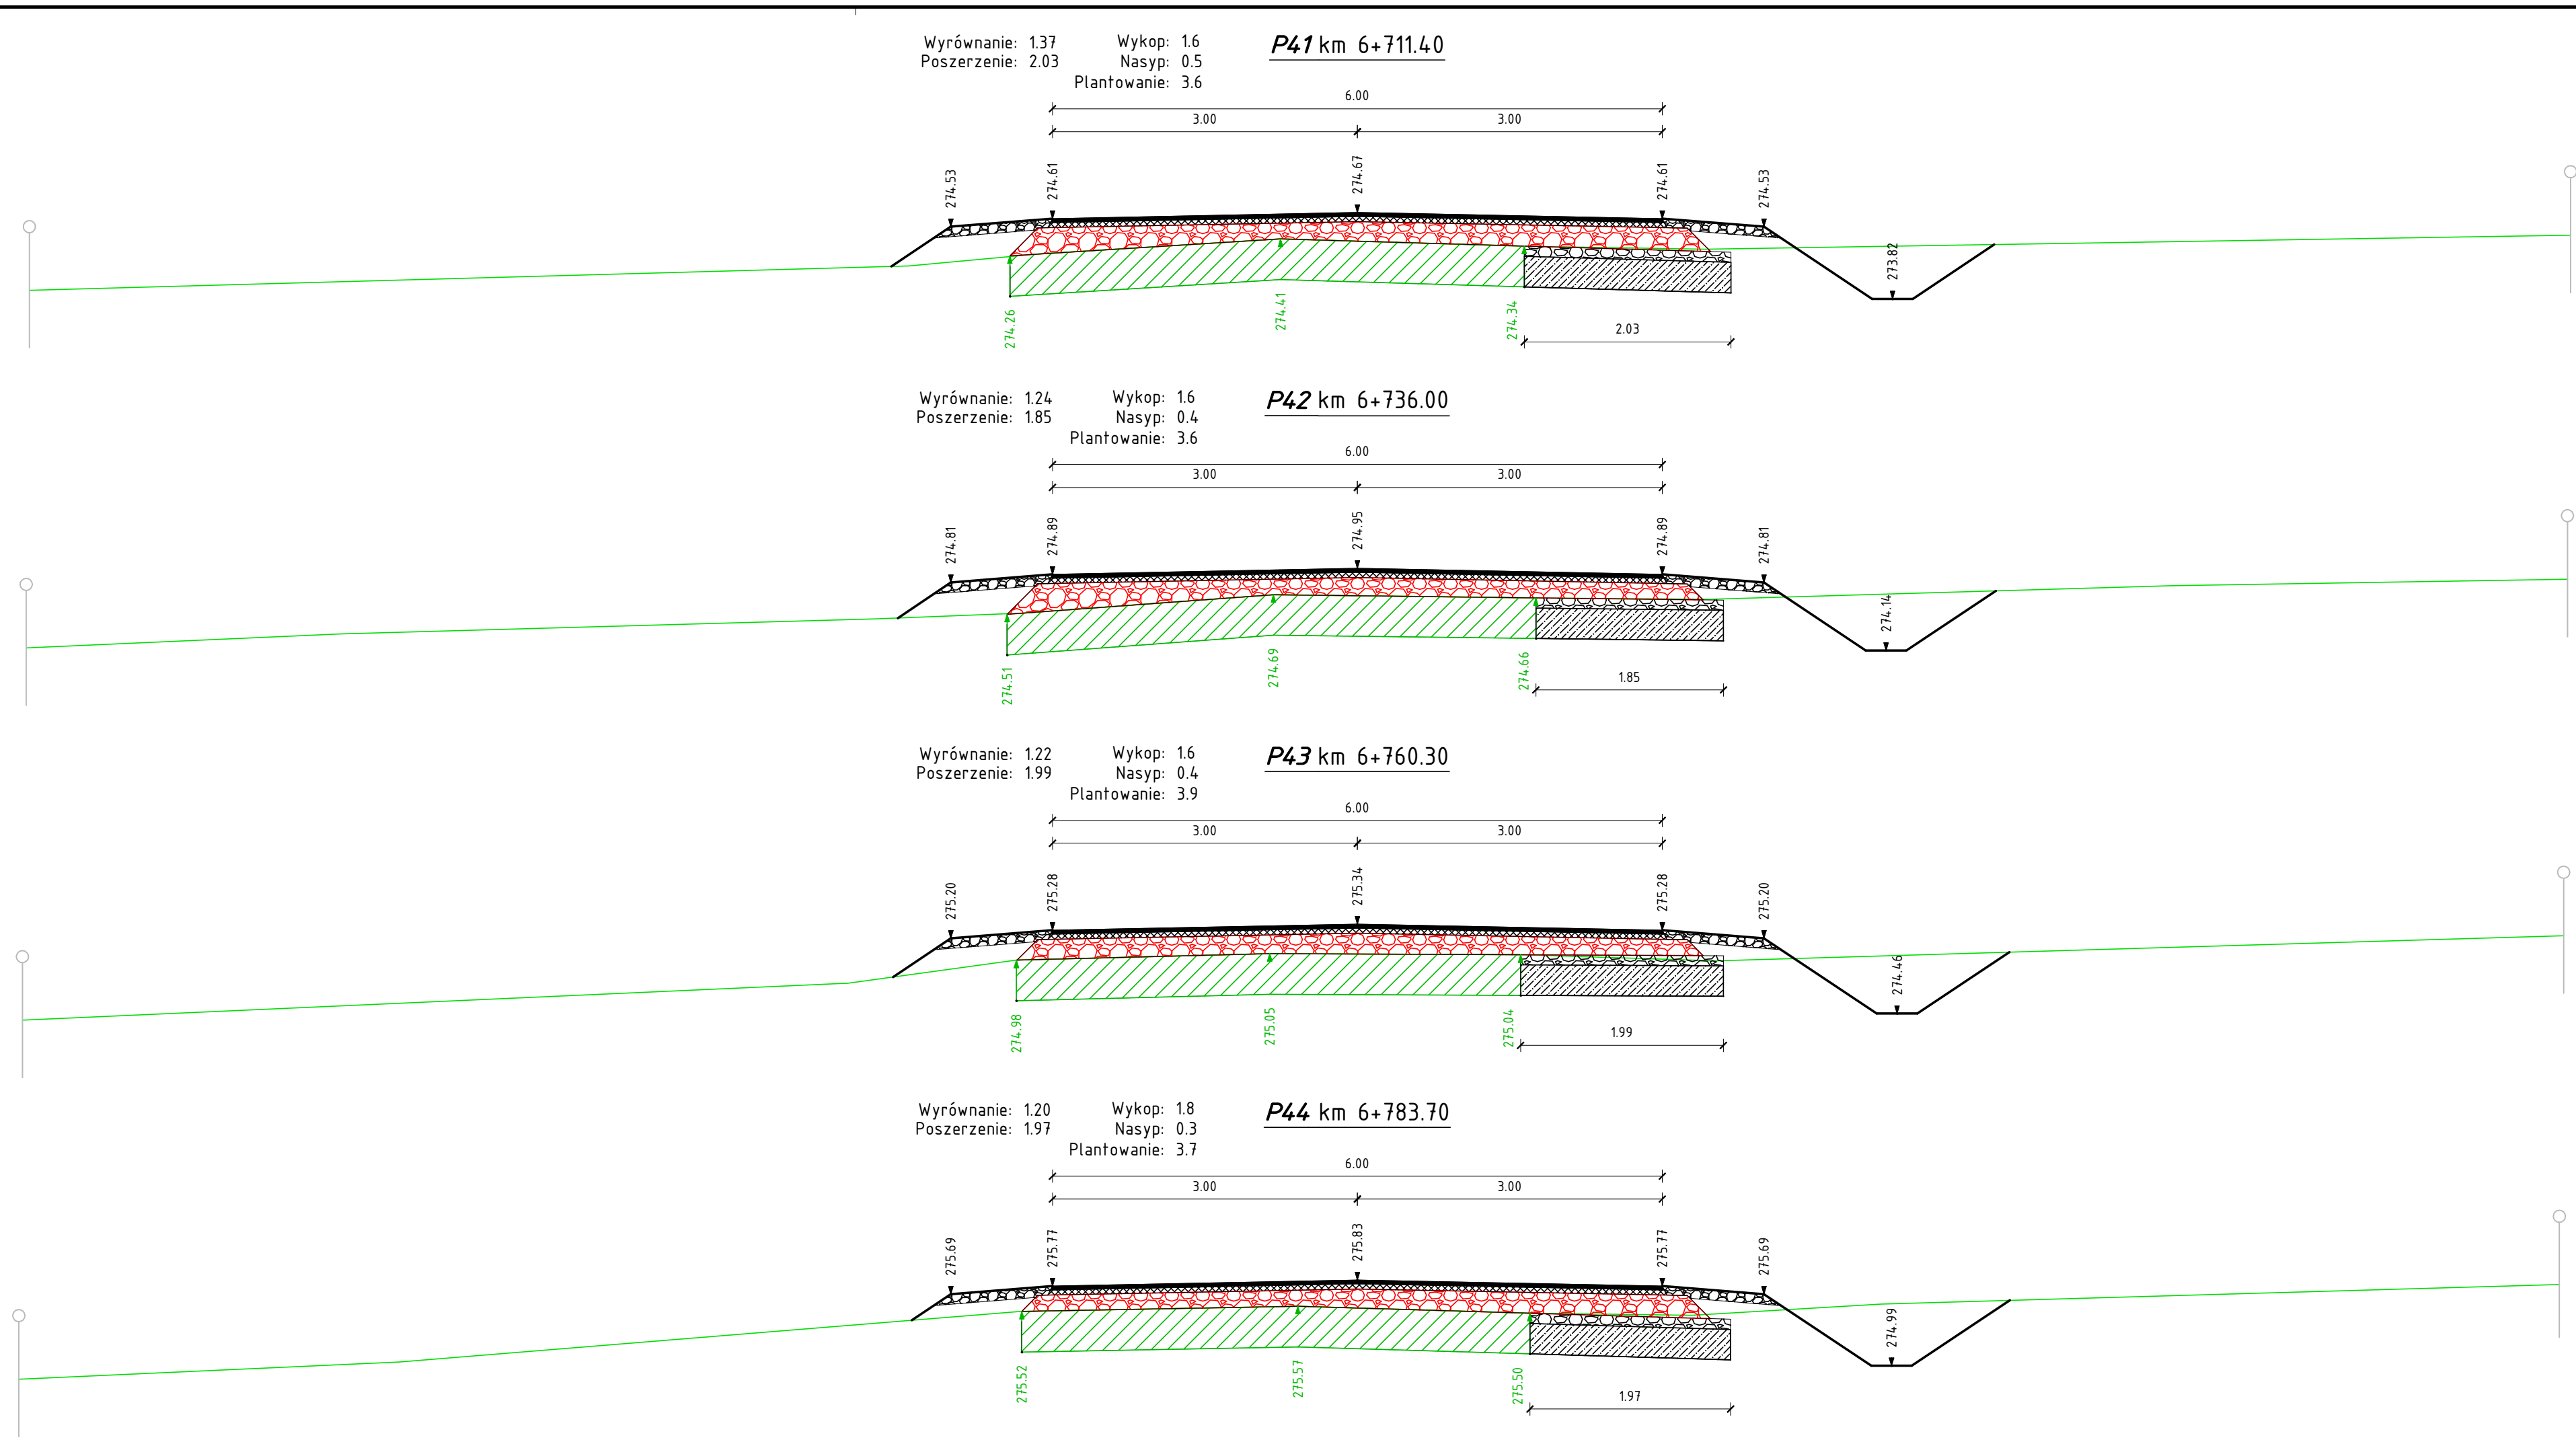 Wyrównanie: 1.37 Wykop: 1.6 P41 km 6+711.40
Poszerzenie: 2.03 Nasyp: 0.5
Plantowanie: 3.6
6.00
3.00 3.00
274.53 274.61 274.67 274.61 274.53
273.82
274.26 274.41 274.34
2.03
Wyrównanie: 1.24 Wykop: 1.6 P42 km 6+736.00
Poszerzenie: 1.85 Nasyp: 0.4
Plantowanie: 3.6
6.00
3.00 3.00
274.81 274.89 274.95 274.89 274.81
274.14
274.51 274.69 274.66
1.85
Wyrównanie: 1.22 Wykop: 1.6 P43 km 6+760.30
Poszerzenie: 1.99 Nasyp: 0.4
Plantowanie: 3.9
6.00
3.00 3.00
275.20 275.28 275.34 275.28 275.20
274.46
274.98 275.05 275.04
1.99
Wyrównanie: 1.20 Wykop: 1.8 P44 km 6+783.70
Poszerzenie: 1.97 Nasyp: 0.3
Plantowanie: 3.7
6.00
3.00 3.00
275.69 275.77 275.83 275.77 275.69
274.99
275.52 275.57 275.50
1.97